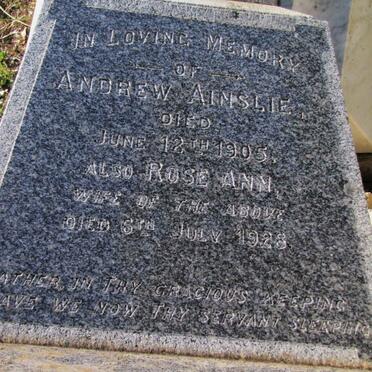 IN LOVING MEMORY
OF
ANDREW AINSLIE,
DIED
JUNE 12TH 1905.
ALSO ROSE ANN
WIFE OF THE ABOVE
DIED 8TH JULY 1928
ATHER IN THY GRACIOUS KEEPING
AVE WE NOW THY SERVANT SLEEPING